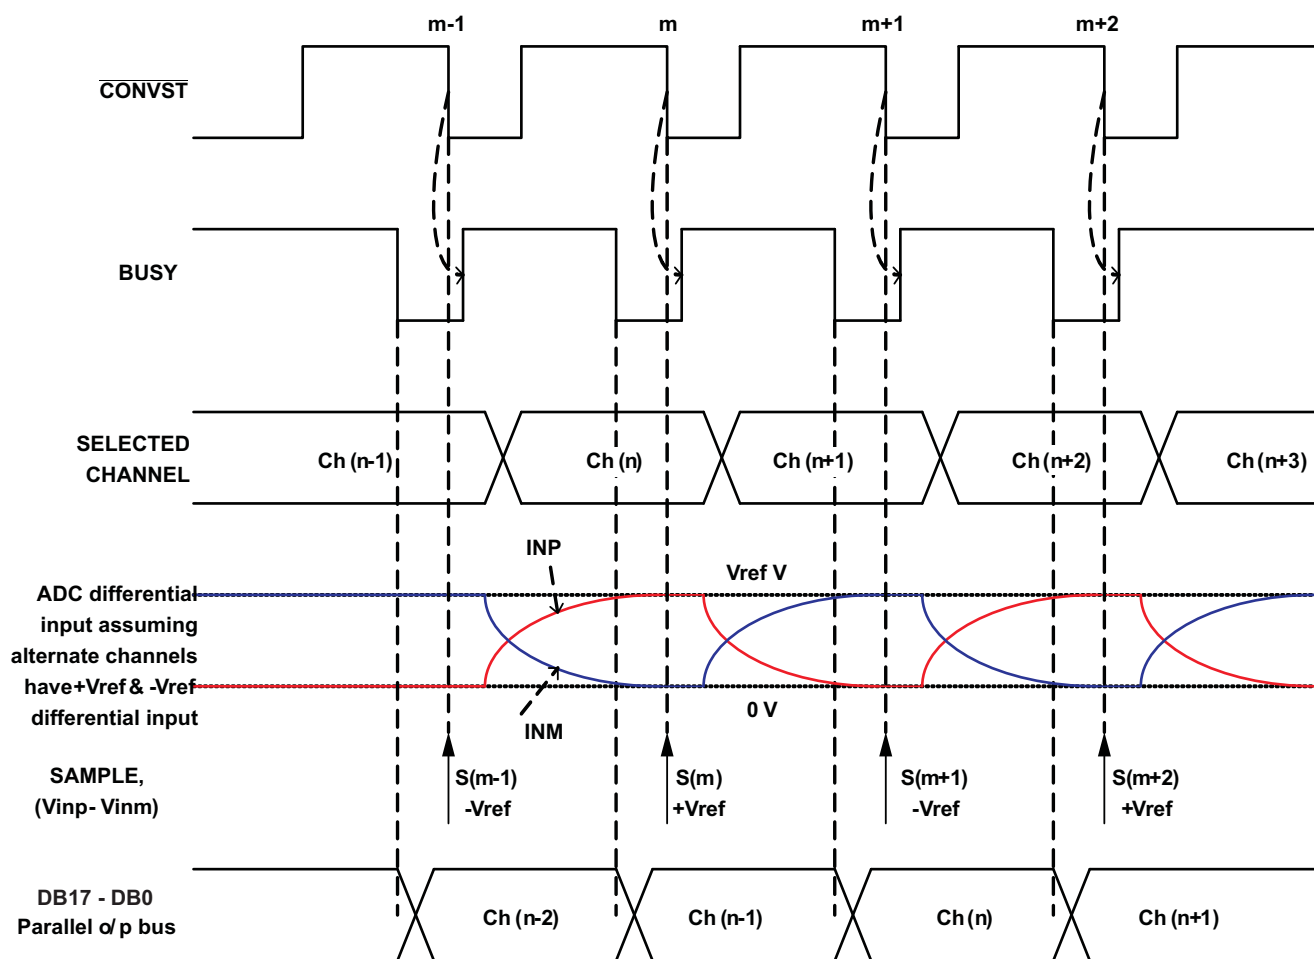 m-1 m m+1 m+2
CONVST
BUSY
SELECTED
CHANNEL
Ch (n-1) Ch (n) Ch (n+1) Ch (n+2) Ch (n+3)
INP
Vref V
ADC differential
input assuming
alternate channels
have+Vref & -Vref
differential input
INM
0 V
SAMPLE,
(Vinp- Vinm)
S(m-1)
-Vref
S(m)
+Vref
S(m+1)
-Vref
S(m+2)
+Vref
DB17 - DB0
Parallel o/p bus
Ch (n-2) Ch (n-1) Ch (n) Ch (n+1)